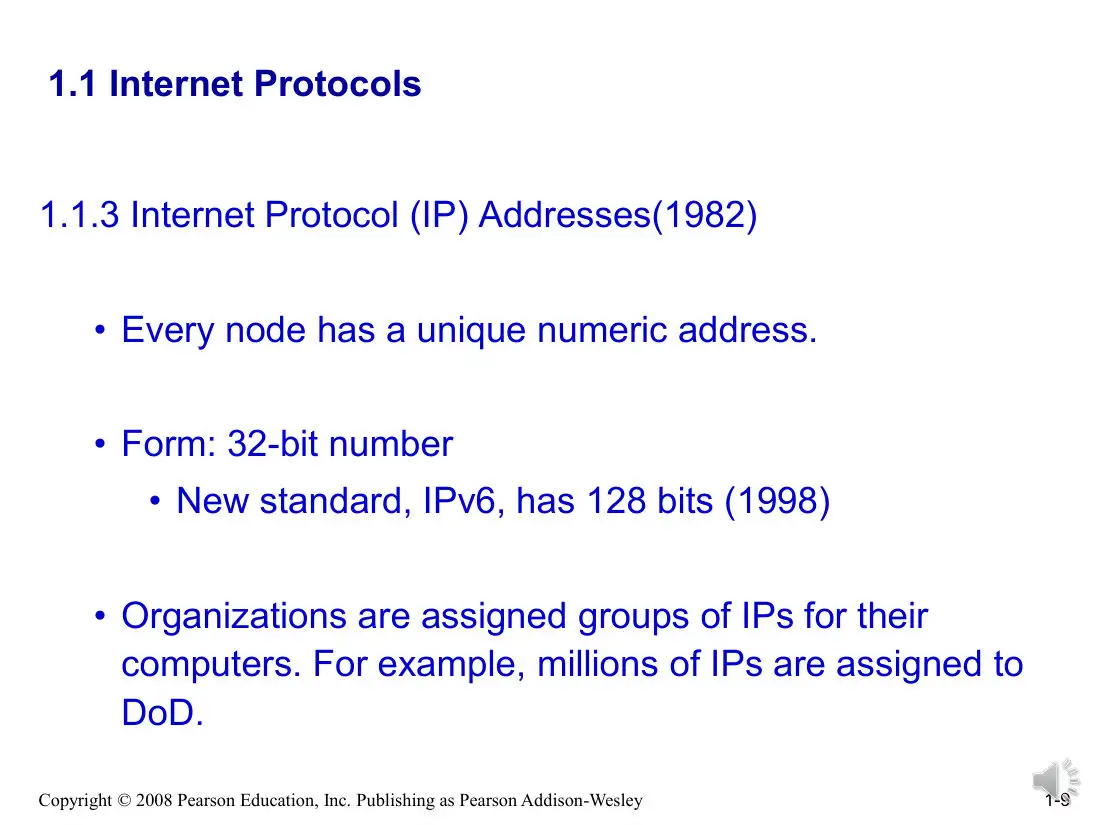 1.1 Internet Protocols
1.1.3 Internet Protocol (IP) Addresses(1982)
• Every node has a unique numeric address.
• Form: 32-bit number
• New standard, IPv6, has 128 bits (1998)
• Organizations are assigned groups of IPs for their
computers. For example, millions of IPs are assigned to
DoD.
Copyright © 2008 Pearson Education, Inc. Publishing as Pearson Addison-Wesley
1-9